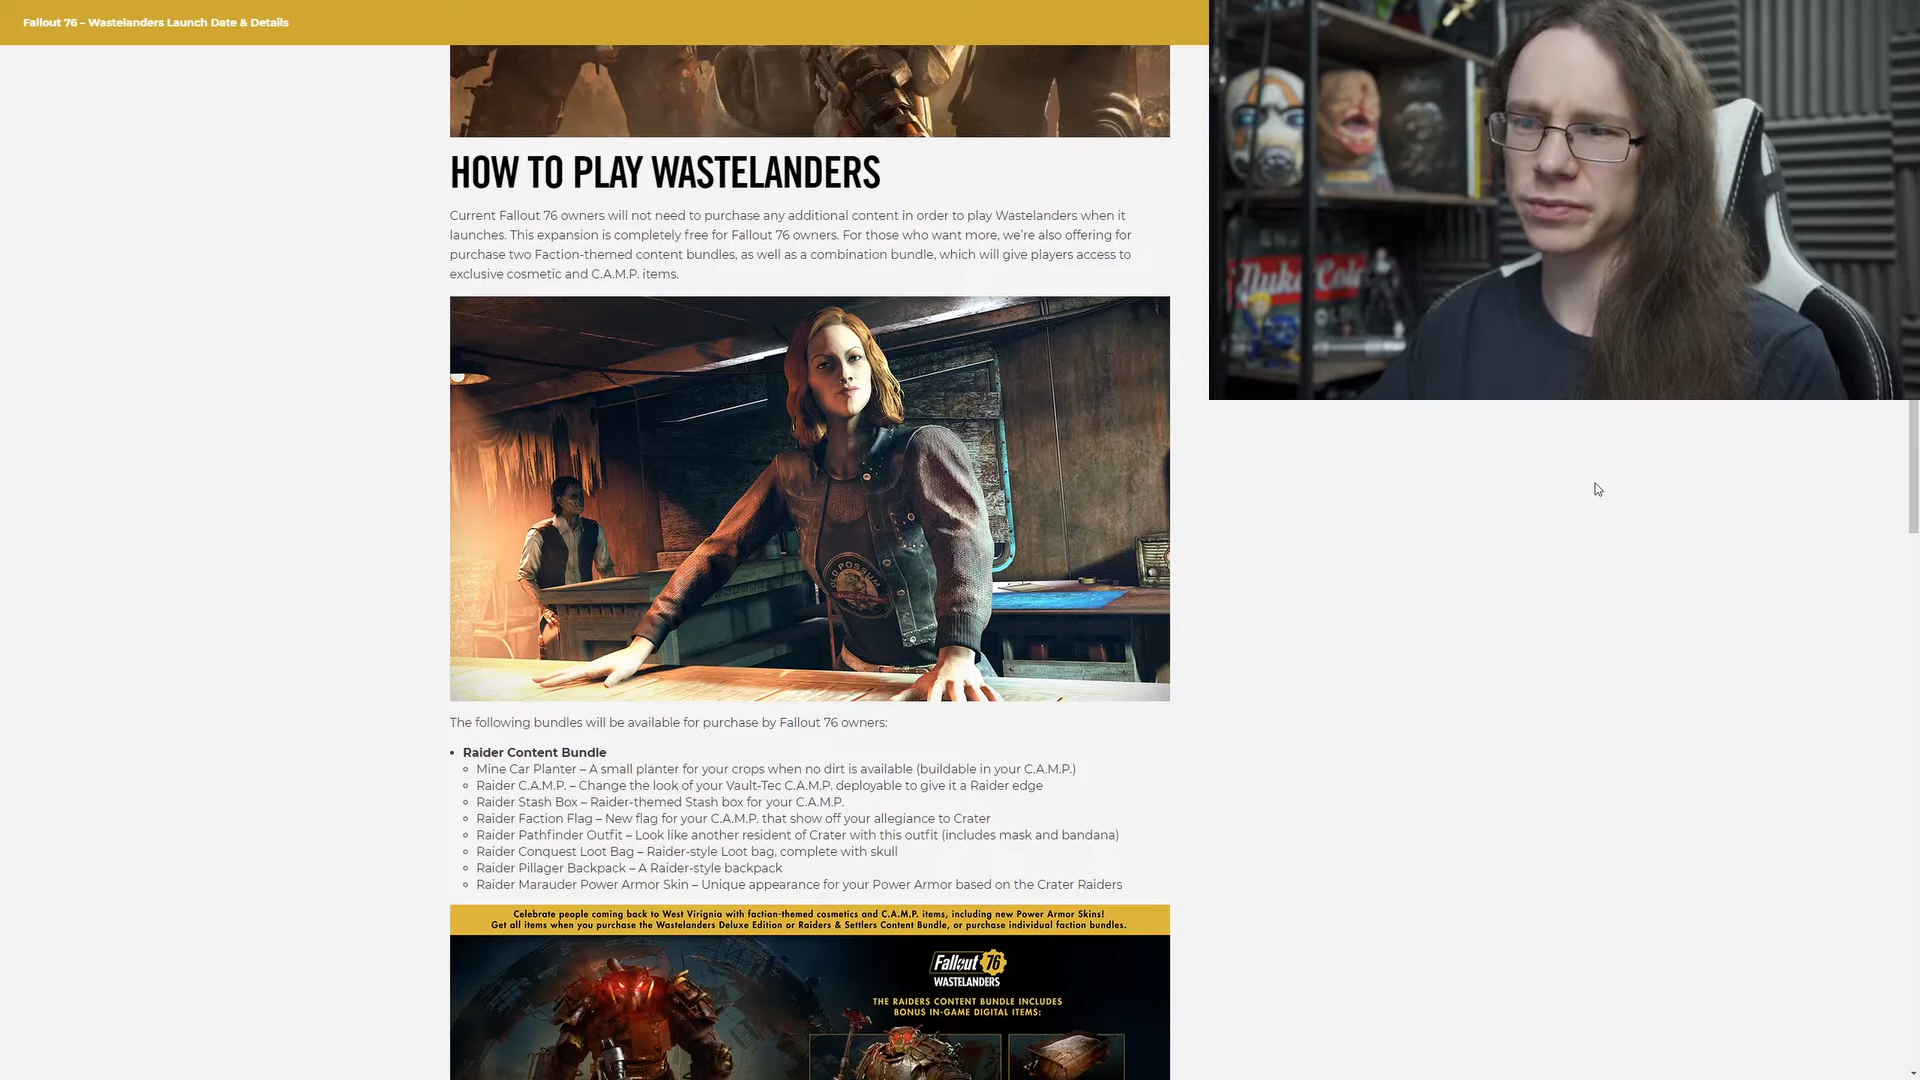 Fallout 76 – Wastelanders Launch Date & Details
HOW TO PLAY WASTELANDERS
Current Fallout 76 owners will not need to purchase any additional content in order to play Wastelanders when it
launches. This expansion is completely free for Fallout 76 owners. For those who want more, we're also offering for
purchase two Faction-themed content bundles, as well as a combination bundle, which will give players access to
exclusive cosmetic and C.A.M.P. items.
OLD POSSUM
Nuka Cola
The following bundles will be available for purchase by Fallout 76 owners:
• Raider Content Bundle
Mine Car Planter – A small planter for your crops when no dirt is available (buildable in your C.A.M.P.)
Raider C.A.M.P. – Change the look of your Vault-Tec C.A.M.P. deployable to give it a Raider edge
Raider Stash Box – Raider-themed Stash box for your C.A.M.P.
Raider Faction Flag – New flag for your C.A.M.P. that show off your allegiance to Crater
Raider Pathfinder Outfit – Look like another resident of Crater with this outfit (includes mask and bandana)
Raider Conquest Loot Bag – Raider-style Loot bag, complete with skull
Raider Pillager Backpack – A Raider-style backpack
Raider Marauder Power Armor Skin – Unique appearance for your Power Armor based on the Crater Raiders
Celebrate people coming back to West Virignia with faction-themed cosmetics and C.A.M.P. items, including new Power Armor Skins!
Get all items when you purchase the Wastelanders Deluxe Edition or Raiders & Settlers Content Bundle, or purchase individual faction bundles.
Fallout 76
WASTELANDERS
THE RAIDERS CONTENT BUNDLE INCLUDES
BONUS IN-GAME DIGITAL ITEMS: